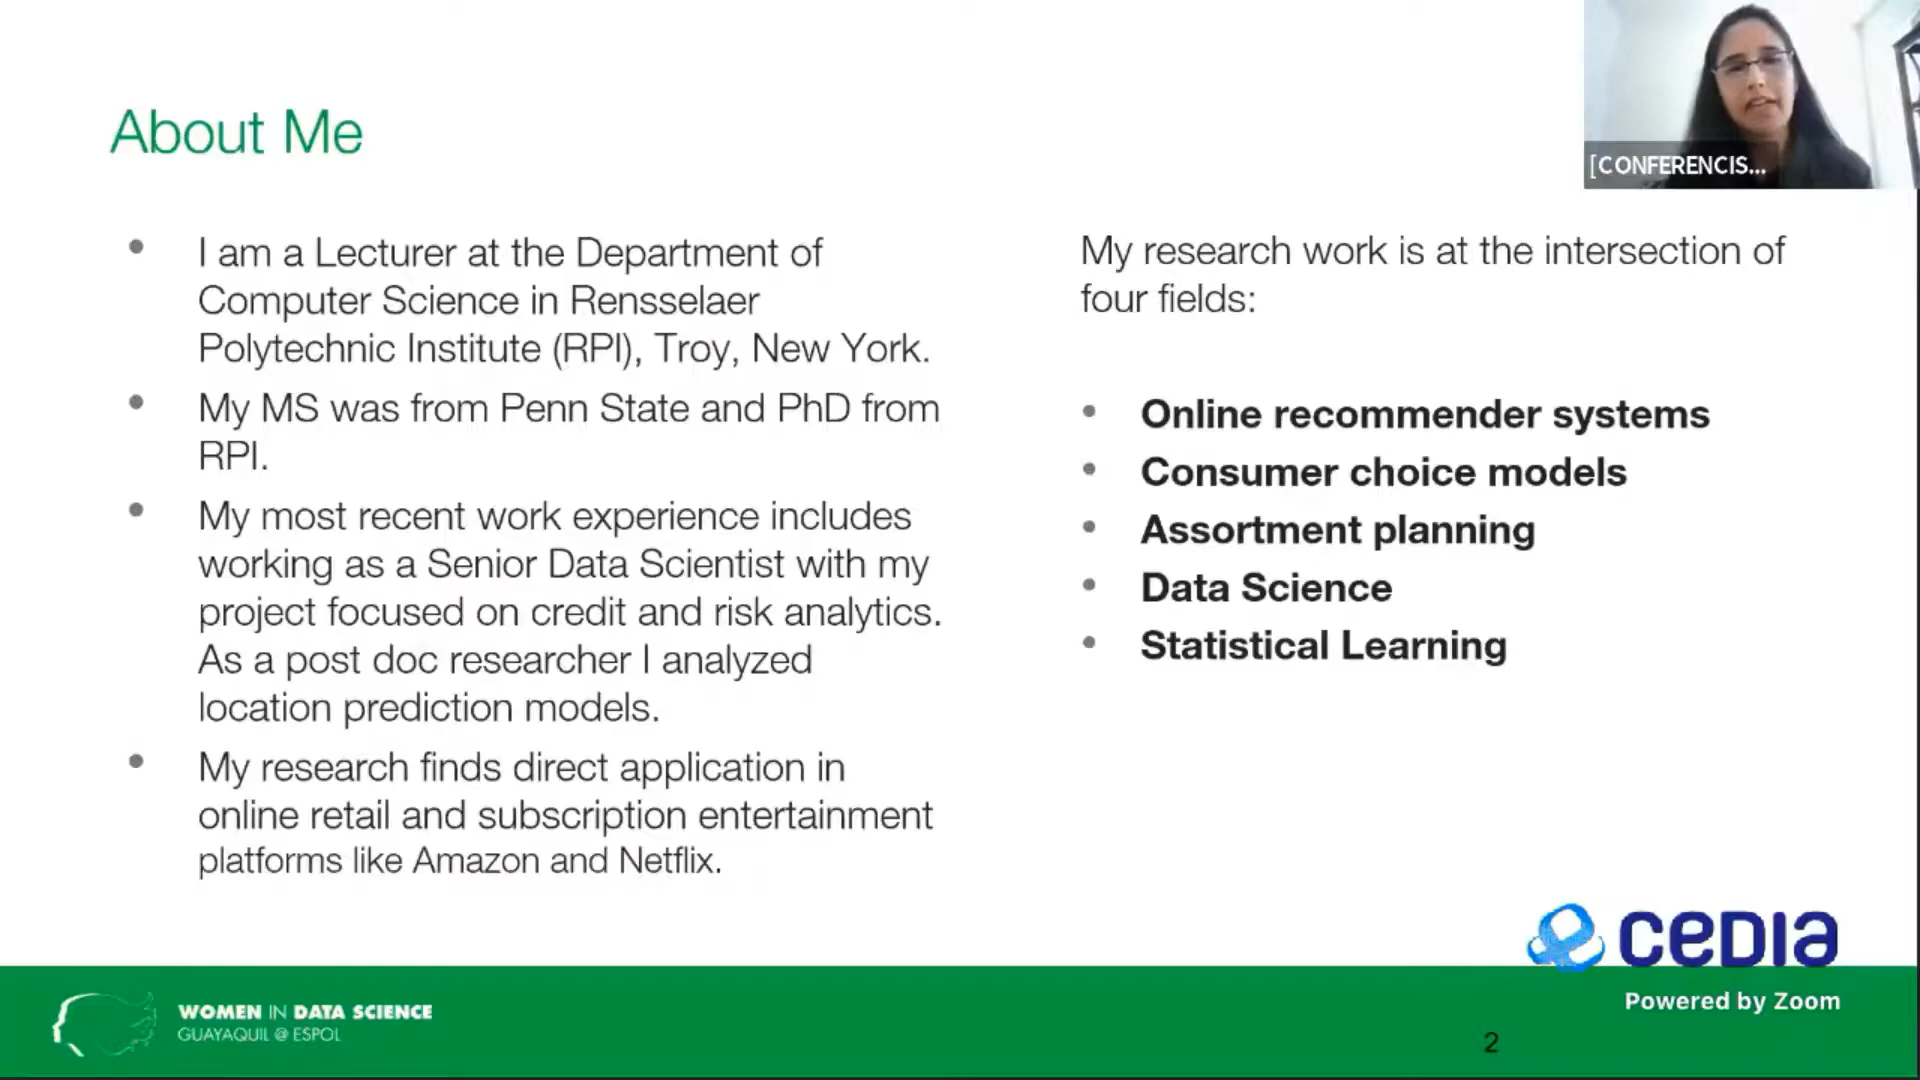 About Me
[CONFERENCIS...
I am a Lecturer at the Department of
Computer Science in Rensselaer
Polytechnic Institute (RPI), Troy, New York.
My MS was from Penn State and PhD from
RPI.
My most recent work experience includes
working as a Senior Data Scientist with my
project focused on credit and risk analytics.
As a post doc researcher I analyzed
location prediction models.
My research finds direct application in
online retail and subscription entertainment
platforms like Amazon and Netflix.
My research work is at the intersection of
four fields:
Online recommender systems
Consumer choice models
Assortment planning
Data Science
Statistical Learning
cedia
Powered by Zoom
WOMEN IN DATA SCIENCE
GUAYAQUIL @ ESPOL
2